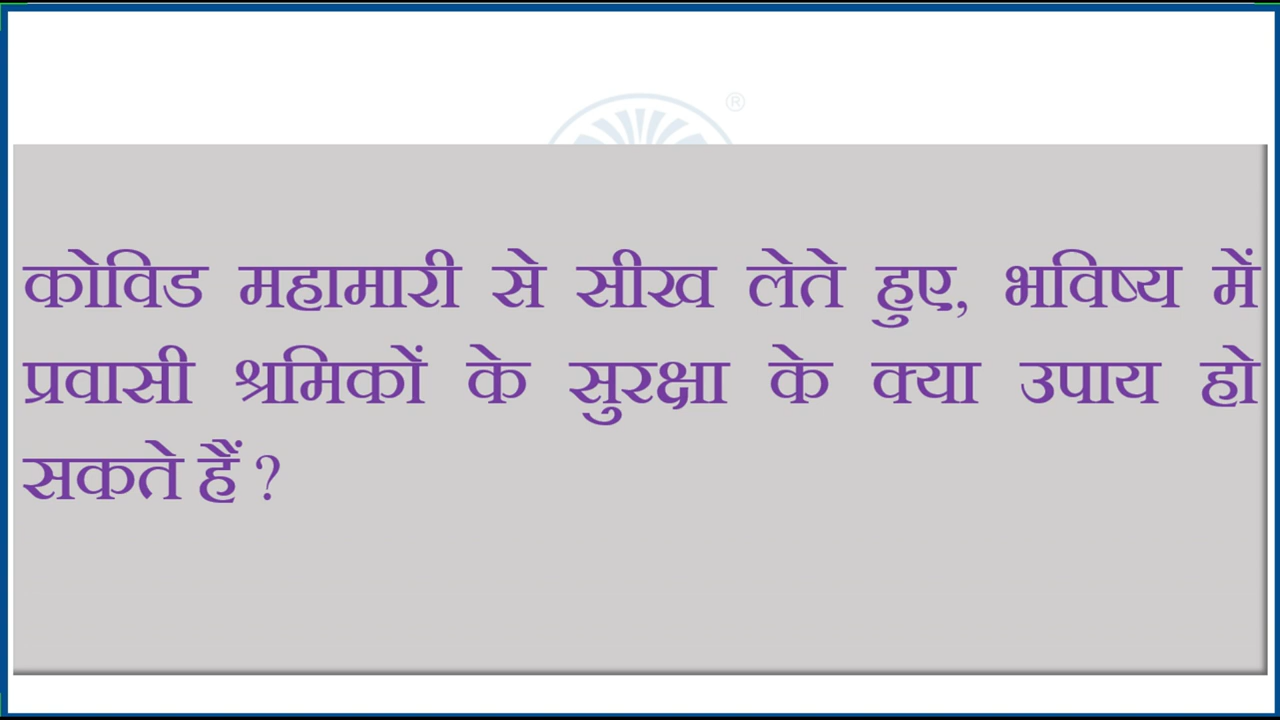 ®
कोविड महामारी से सीख लेते हुए, भविष्य में
प्रवासी श्रमिकों के सुरक्षा के क्या उपाय हो
सकते हैं ?